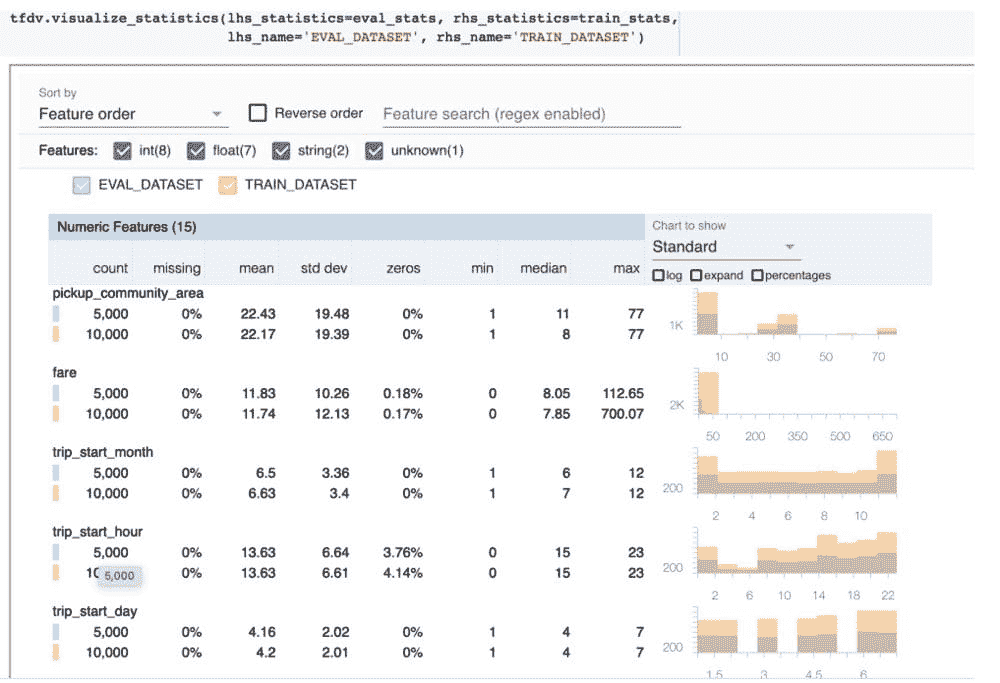 tfdv.visualize_statistics(lhs_statistics=eval_stats, rhs_statistics=train_stats,
lhs_name='EVAL_DATASET', rhs_name='TRAIN_DATASET')
Sort by
Feature order Reverse order Feature search (regex enabled)
Features: int(8) float(7) string(2) unknown(1)
EVAL_DATASET TRAIN_DATASET
Numeric Features (15) Chart to show
Standard
count missing mean std dev zeros min median max log expand percentages
pickup_community_area
5,000 0% 22.43 19.48 0% 1 11 77
10,000 0% 22.17 19.39 0% 1 8 77
1K
10 30 50 70
fare
5,000 0% 11.83 10.26 0.18% 0 8.05 112.65
10,000 0% 11.74 12.13 0.17% 0 7.85 700.07
2K
50 200 350 500 650
trip_start_month
5,000 0% 6.5 3.36 0% 1 6 12
10,000 0% 6.63 3.4 0% 1 7 12
200
2 4 6 8 10
trip_start_hour
5,000 0% 13.63 6.64 3.76% 0 15 23
5,000 0% 13.63 6.61 4.14% 0 15 23
200
2 6 10 14 18 22
trip_start_day
5,000 0% 4.16 2.02 0% 1 4 7
10,000 0% 4.2 2.01 0% 1 4 7
200
1.5 3 4.5 6